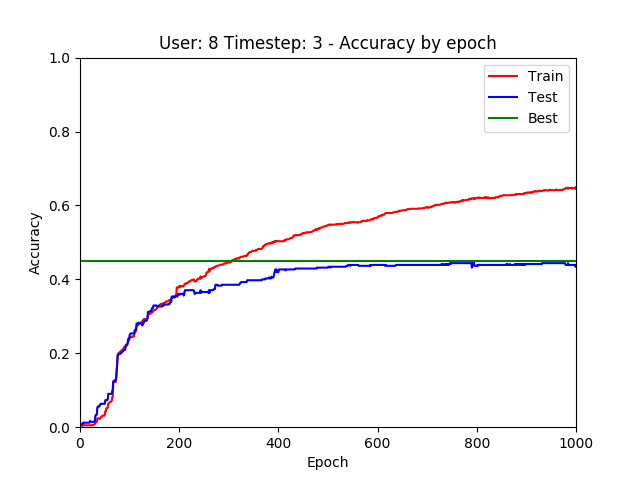 User: 8 Timestep: 3 - Accuracy by epoch
1.0
0.8
0.6
0.4
0.2
0.0
Accuracy
Train
Test
Best
0 200 400 600 800 1000
Epoch